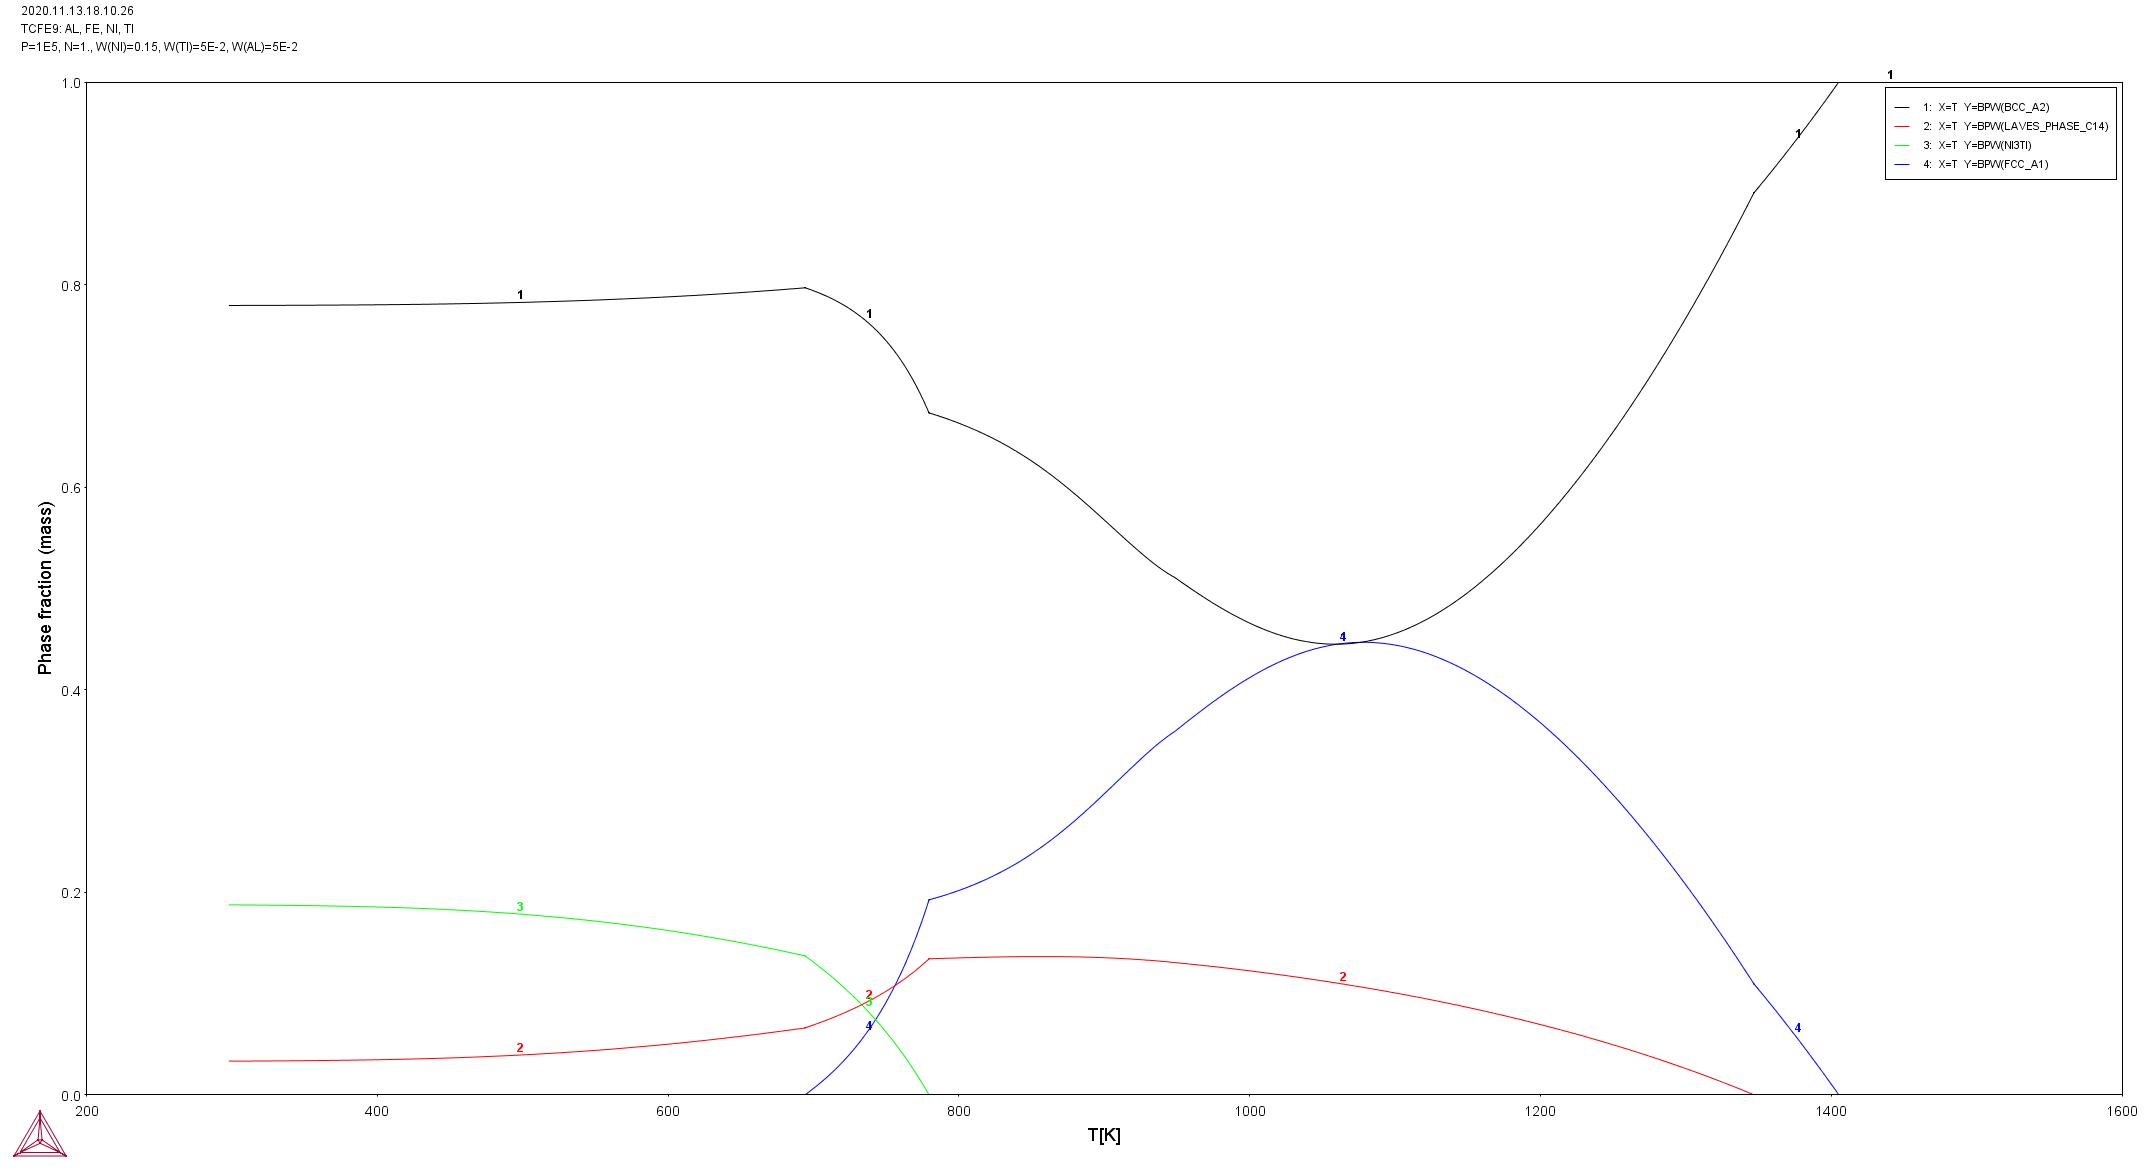 2020.11.13.18.10.26
TCFE9: AL, FE, NI, TI
P=1E5, N=1., W(NI)=0.15, W(TI)=5E-2, W(AL)=5E-2
1
1.0
1: X=T Y=BPW(BCC_A2)
2: X=T Y=BPW(LAVES_PHASE_C14)
3: X=T Y=BPW(NI3TI)
4: X=T Y=BPW(FCC_A1)
1
0.8
1
1
0.6
Phase fraction (mass)
4
0.4
0.2
3
2
2
3
4
4
2
0.0
200 400 600 800 1000 1200 1400 1600
T[K]